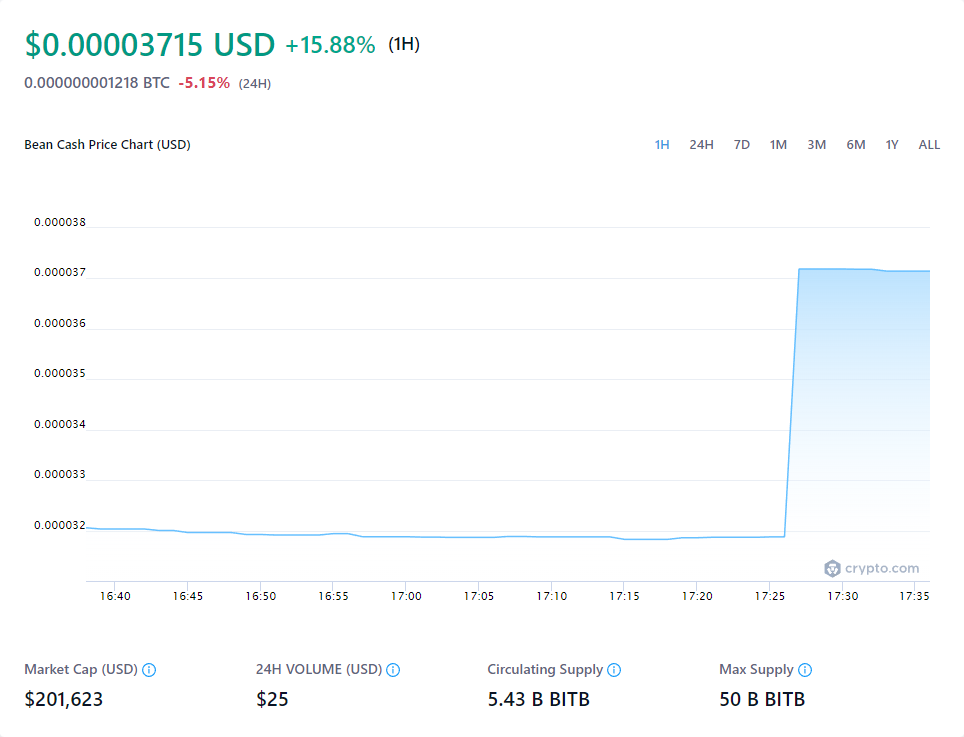 $0.00003715 USD +15.88% (1H)
0.000000001218 BTC -5.15% (24H)
Bean Cash Price Chart (USD) 1H 24H 7D 1M 3M 6M 1Y ALL
0.000038
0.000037
0.000036
0.000035
0.000034
0.000033
0.000032
crypto.com
16:40 16:45 16:50 16:55 17:00 17:05 17:10 17:15 17:20 17:25 17:30 17:35
Market Cap (USD) 24H VOLUME (USD) Circulating Supply Max Supply
$201,623 $25 5.43 B BITB 50 B BITB